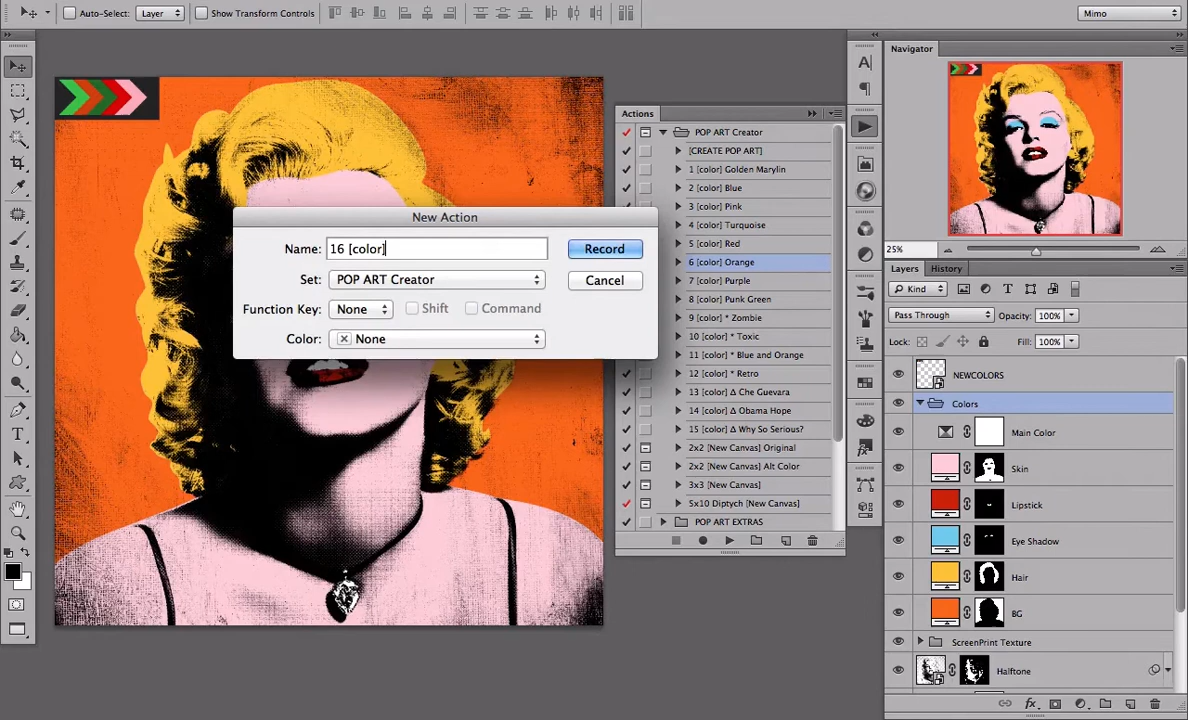 Auto-Select:
Layer
Show Transform Controls
Mimo
Navigator
25%
Actions
POP ART Creator
[CREATE POP ART]
1 [color] Golden Marylin
2 [color] Blue
3 [color] Pink
4 [color] Turquoise
5 [color] Red
6 [color] Orange
7 [color] Purple
8 [color] Punk Green
9 [color] * Zombie
10 [color] * Toxic
11 [color] * Blue and Orange
12 [color] * Retro
13 [color] Δ Che Guevara
14 [color] Δ Obama Hope
15 [color] Δ Why So Serious?
2x2 [New Canvas] Original
2x2 [New Canvas] Alt Color
3x3 [New Canvas]
5x10 Diptych [New Canvas]
POP ART EXTRAS
New Action
Name: 16 [color]
Record
Set: POP ART Creator
Cancel
Function Key: None
Shift
Command
Color: None
Layers
History
Kind
Pass Through
Opacity: 100%
Lock:
Fill: 100%
NEWCOLORS
Colors
Main Color
Skin
Lipstick
Eye Shadow
Hair
BG
ScreenPrint Texture
Halftone